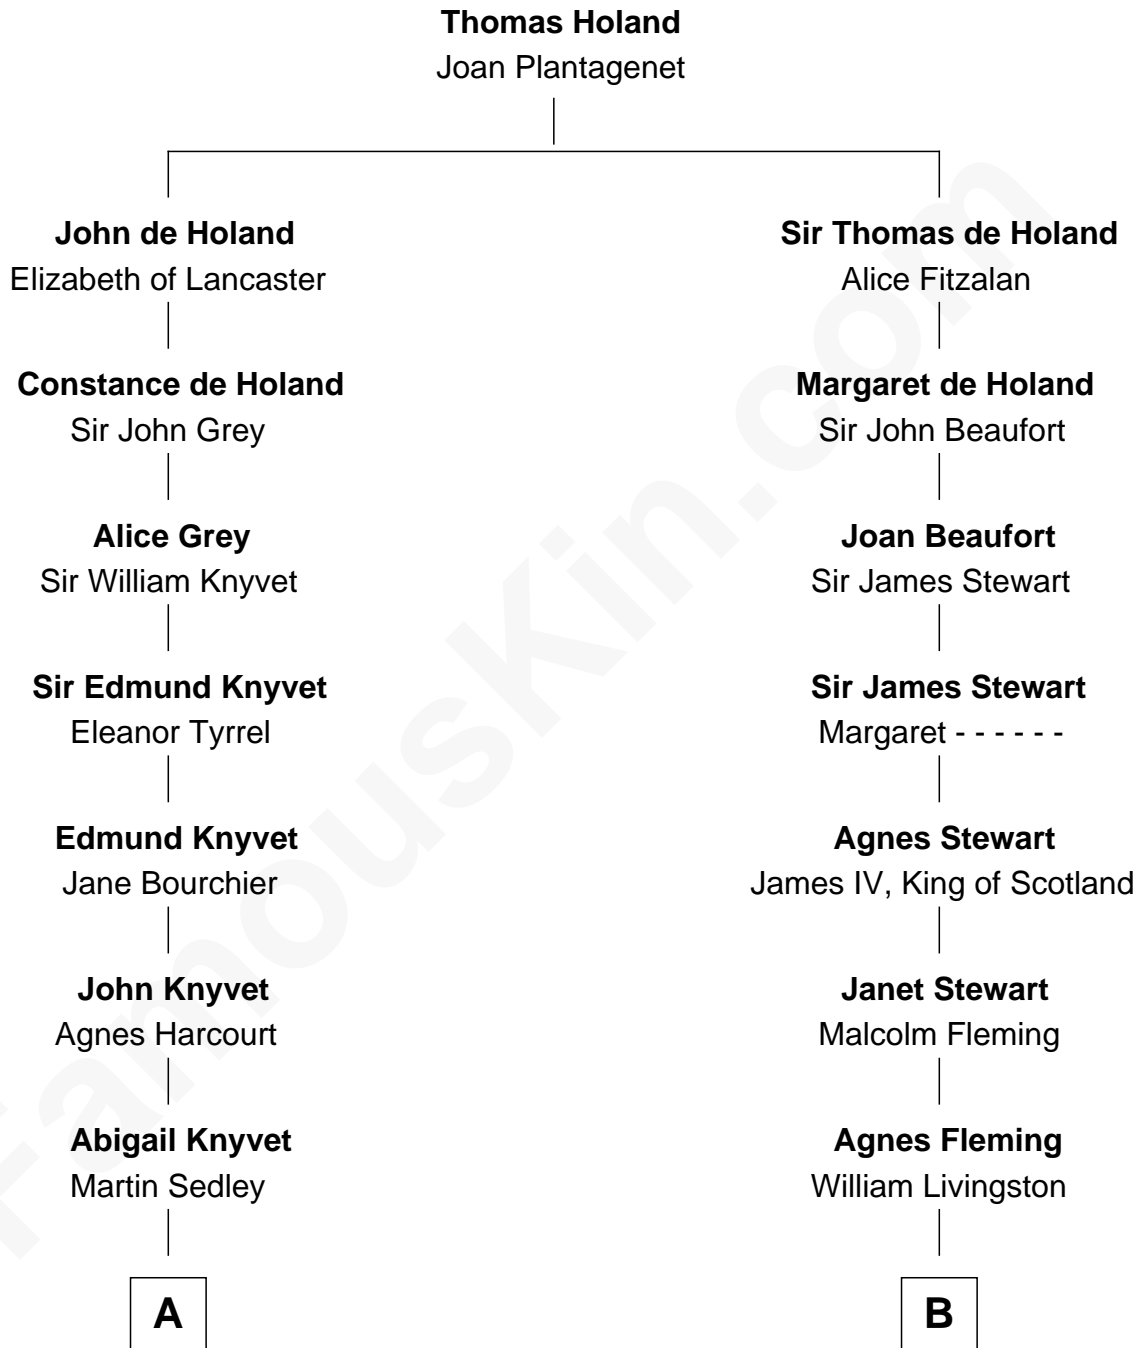 Thomas Holand
Joan Plantagenet
John de Holand
Elizabeth of Lancaster
Constance de Holand
Sir John Grey
Alice Grey
Sir William Knyvet
Sir Edmund Knyvet
Eleanor Tyrrel
Edmund Knyvet
Jane Bourchier
John Knyvet
Agnes Harcourt
Abigail Knyvet
Martin Sedley
A
Sir Thomas de Holand
Alice Fitzalan
Margaret de Holand
Sir John Beaufort
Joan Beaufort
Sir James Stewart
Sir James Stewart
Margaret - - - - - -
Agnes Stewart
James IV, King of Scotland
Janet Stewart
Malcolm Fleming
Agnes Fleming
William Livingston
B
FamousKin.com